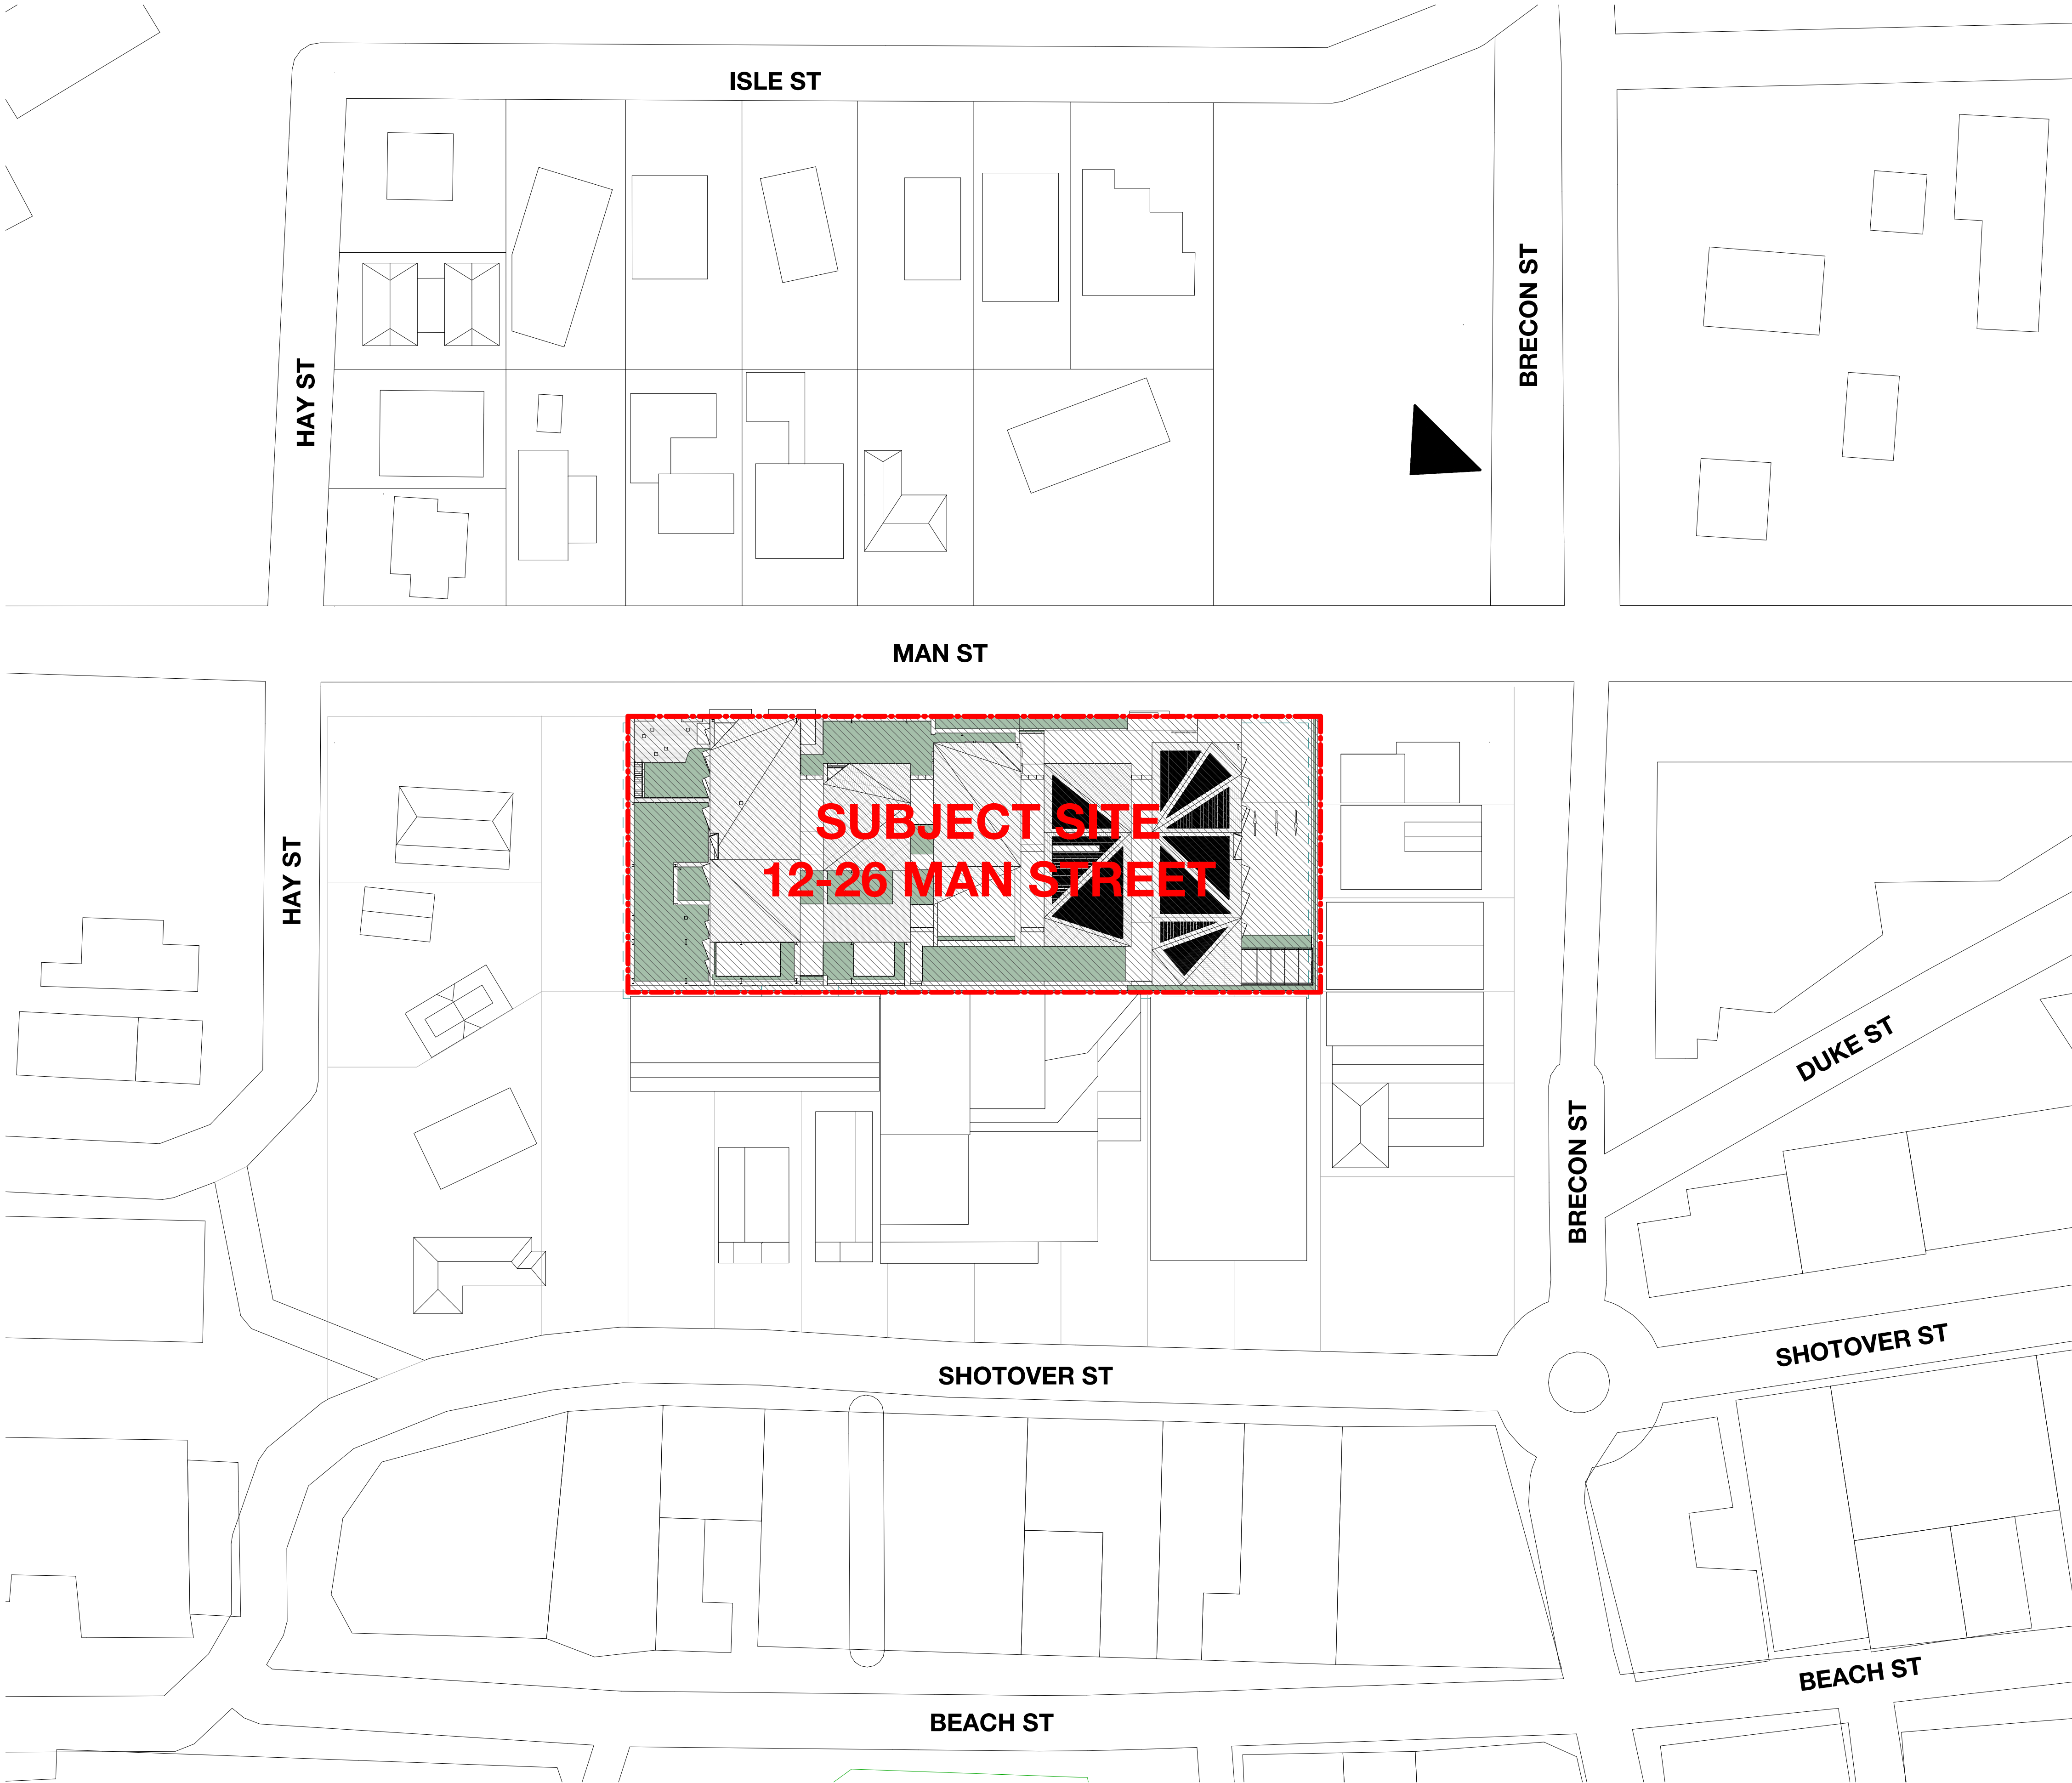 ISLE ST
BRECON ST
HAY ST
MAN ST
SUBJECT SITE
12-26 MAN STREET
HAY ST
DUKE ST
BRECON ST
SHOTOVER ST
SHOTOVER ST
BEACH ST
BEACH ST